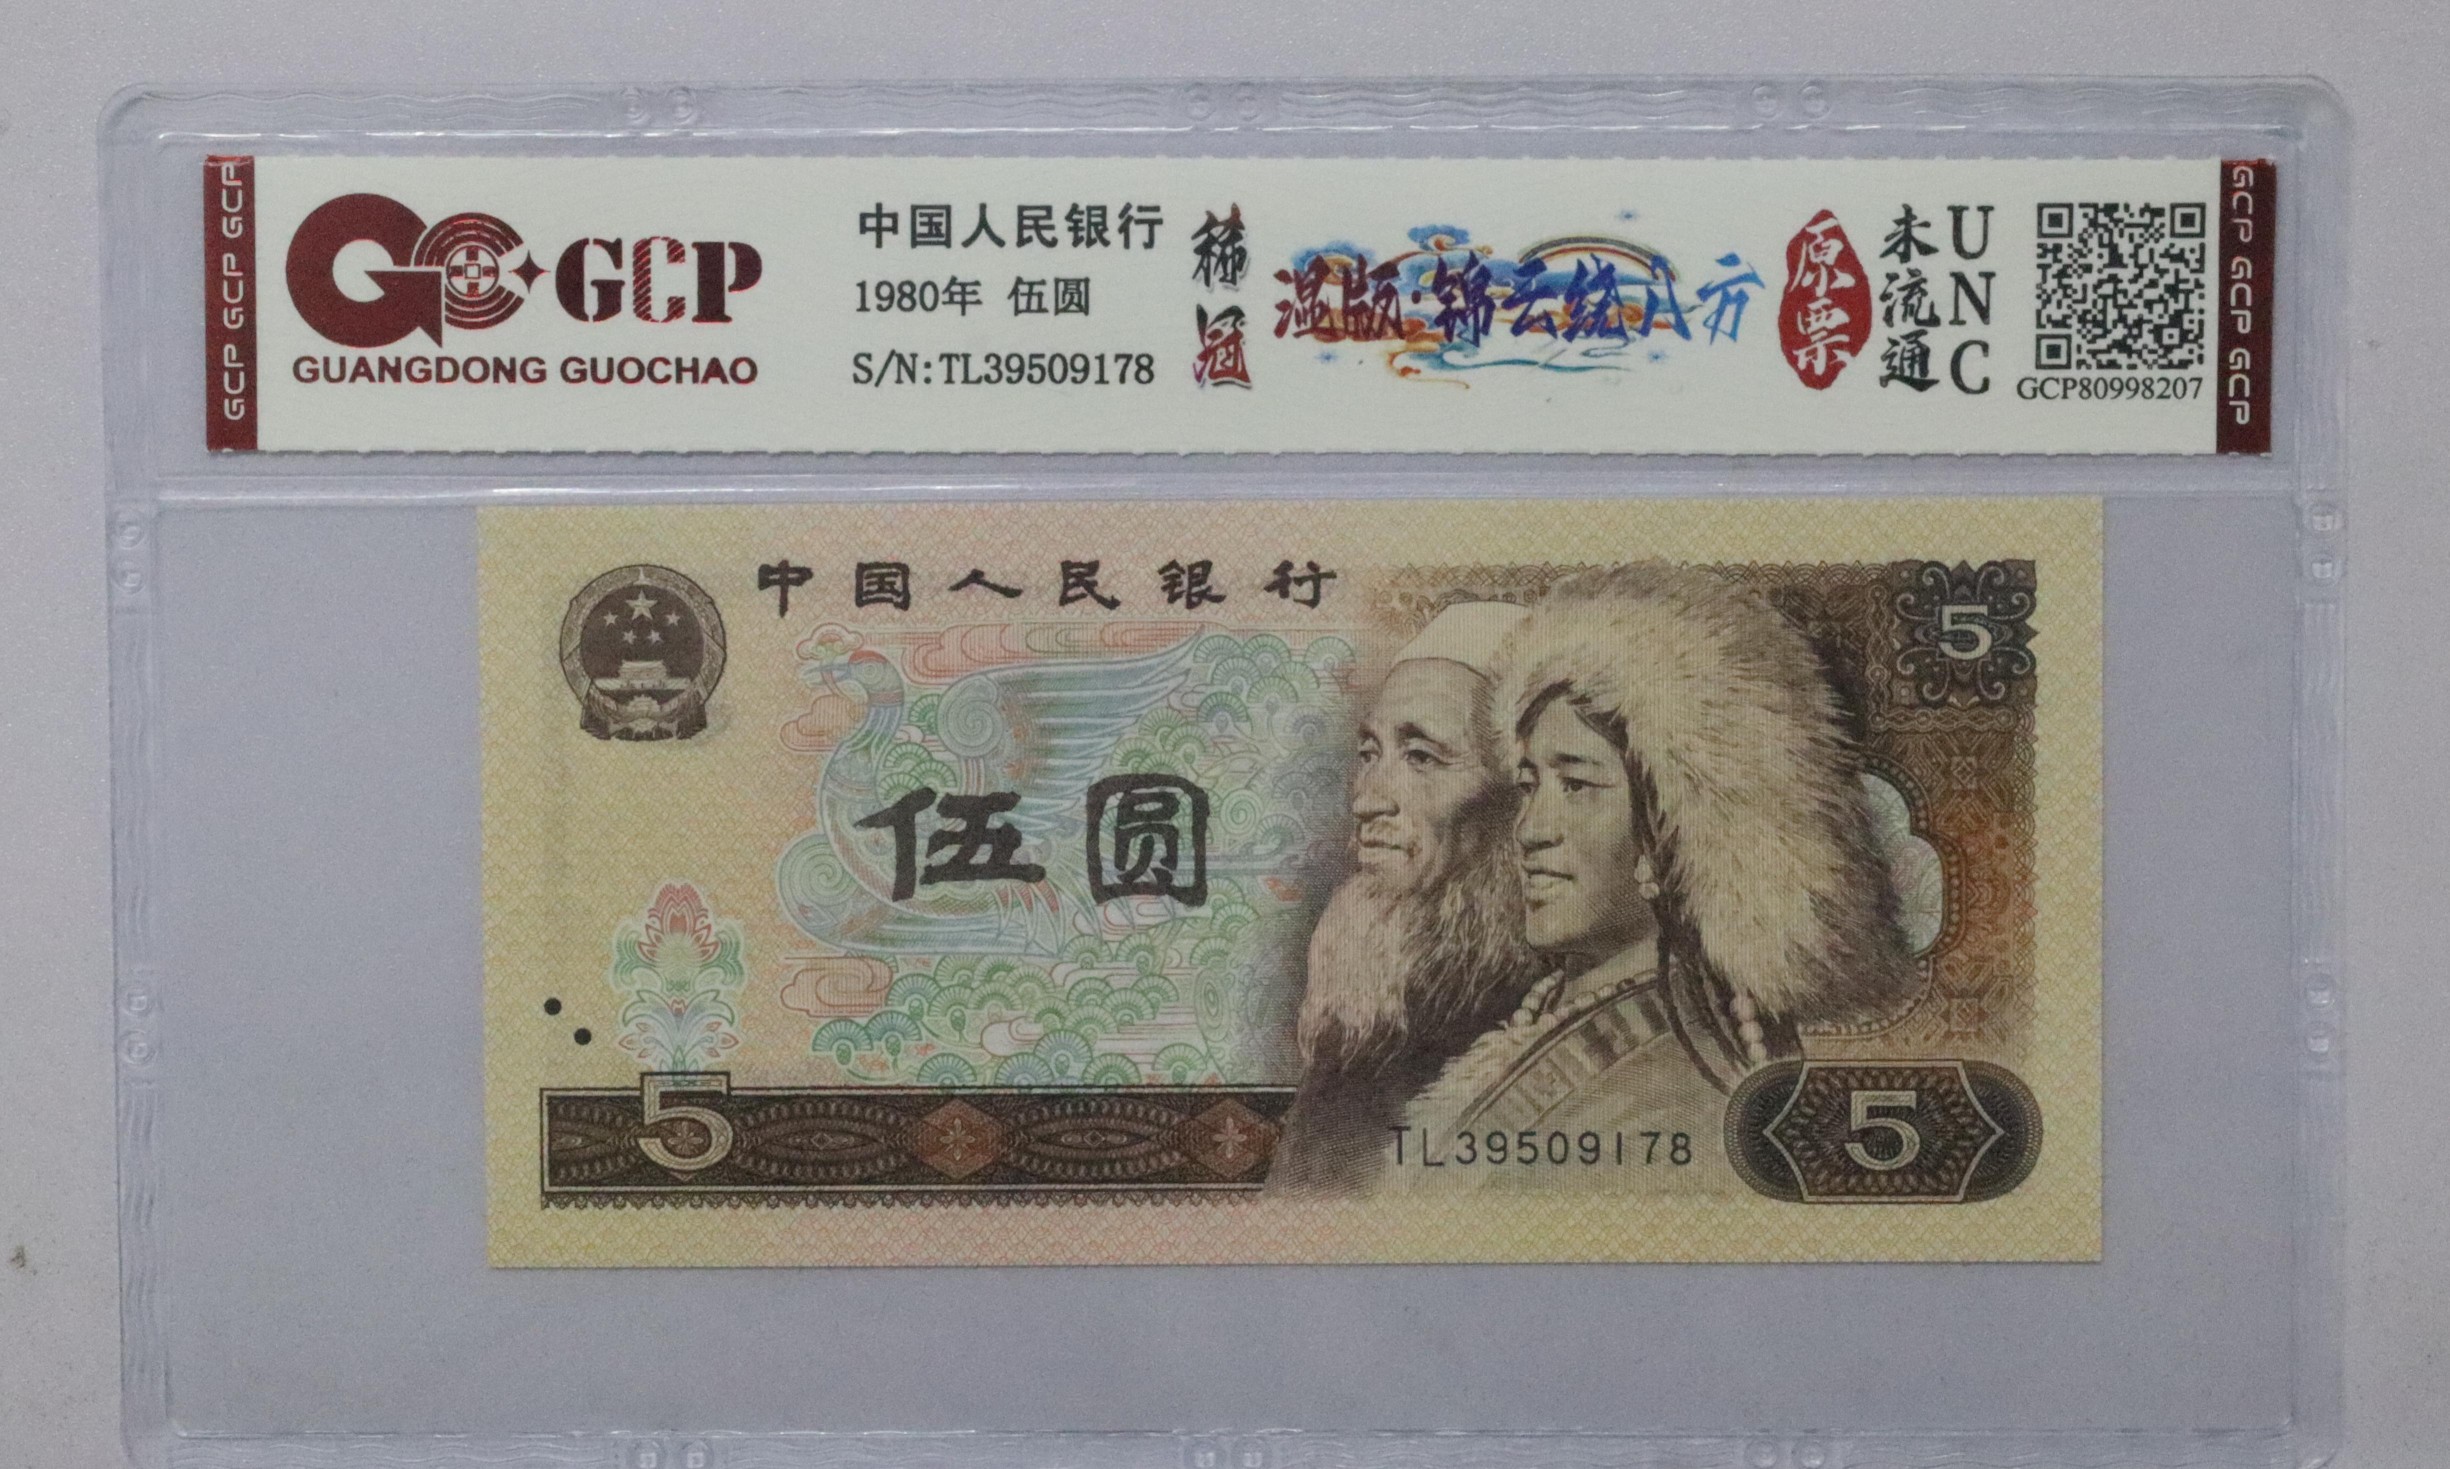 GCP GCP GCP
GCP
GUANGDONG GUOCHAO
中国人民银行
1980年 伍圆
S/N:TL39509178
稀冠
温版·锦云绕八方
原票
未流通
UNC
GCP80998207
GCP GCP GCP
中国人民银行
5
伍圆
5
TL39509178
5